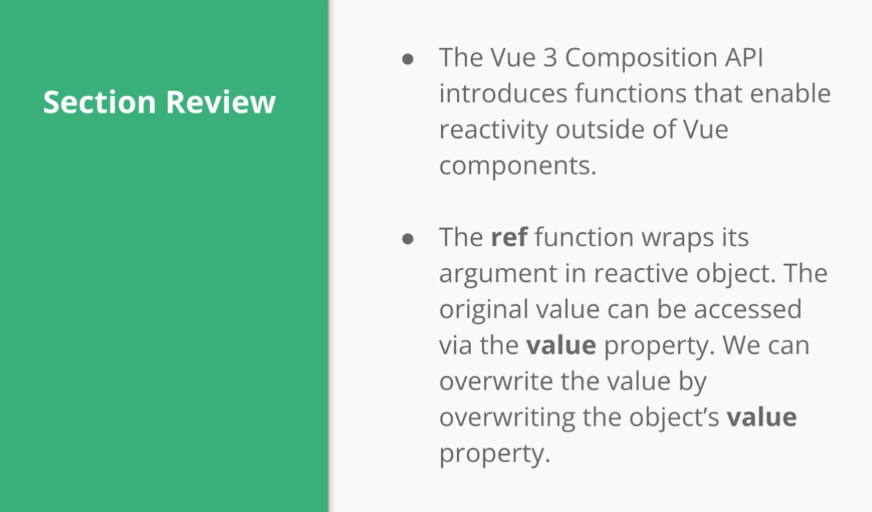 Section Review
● The Vue 3 Composition API
introduces functions that enable
reactivity outside of Vue
components.
● The ref function wraps its
argument in reactive object. The
original value can be accessed
via the value property. We can
overwrite the value by
overwriting the object’s value
property.